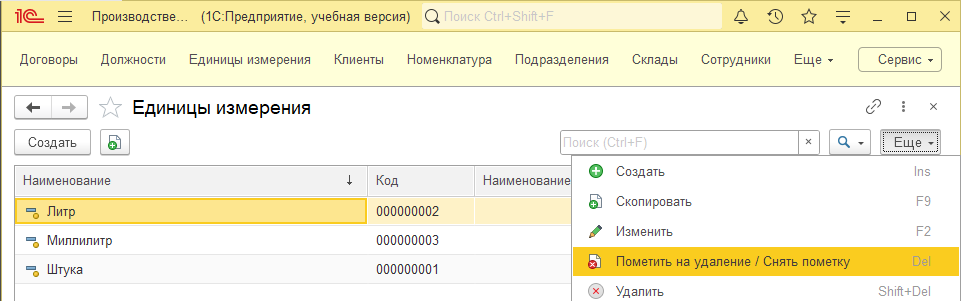 1С Производстве... (1С:Предприятие, учебная версия) Поиск Ctrl+Shift+F
Договоры Должности Единицы измерения Клиенты Номенклатура Подразделения Склады Сотрудники Еще Сервис
Единицы измерения
Создать Поиск (Ctrl+F) × Еще
Наименование ↓ Код Наименование
Литр 000000002
Миллилитр 000000003
Штука 000000001
Создать Ins
Скопировать F9
Изменить F2
Пометить на удаление / Снять пометку Del
Удалить Shift+Del